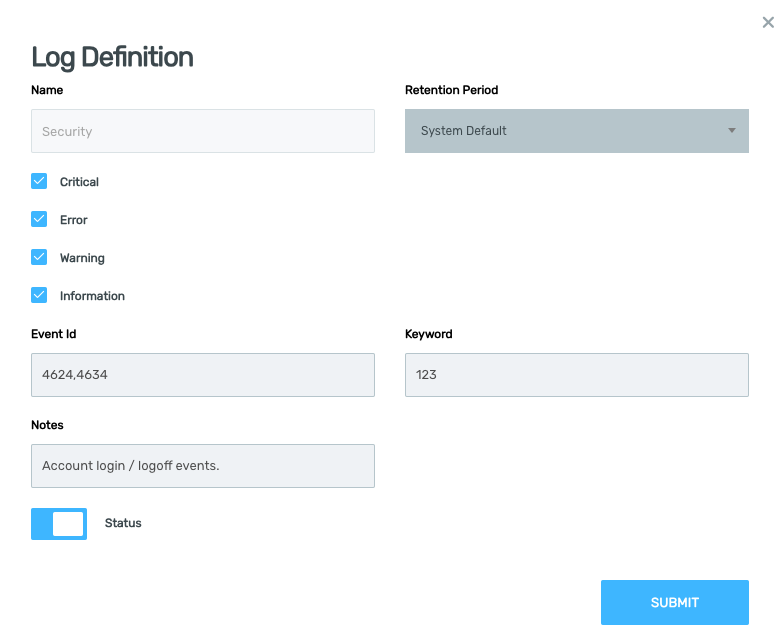 Log Definition
Name
Retention Period
Security
System Default
Critical
Error
Warning
Information
Event Id
Keyword
4624,4634
123
Notes
Account login / logoff events.
Status
SUBMIT